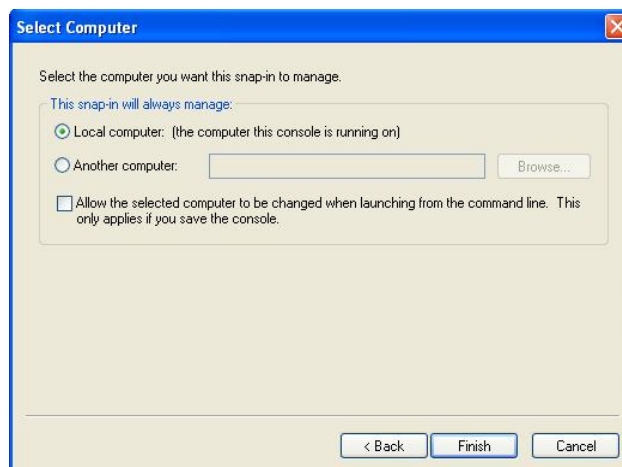 Select Computer
Select the computer you want this snap-in to manage.
This snap-in will always manage:
Local computer: (the computer this console is running on)
Another computer:
Browse...
Allow the selected computer to be changed when launching from the command line. This
only applies if you save the console.
< Back
Finish
Cancel